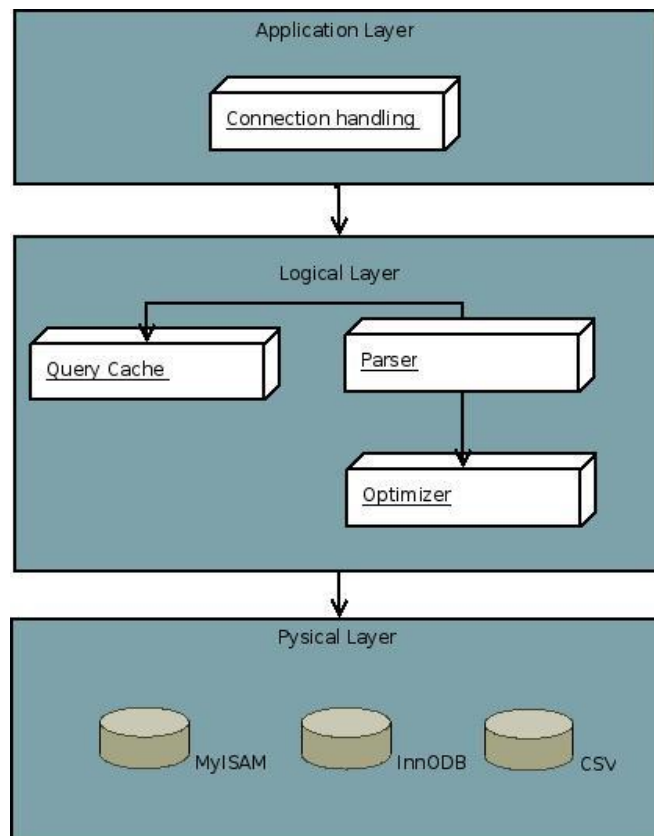 Application Layer
Connection handling
Logical Layer
Query Cache
Parser
Optimizer
Pysical Layer
MyISAM
InnODB
CSV